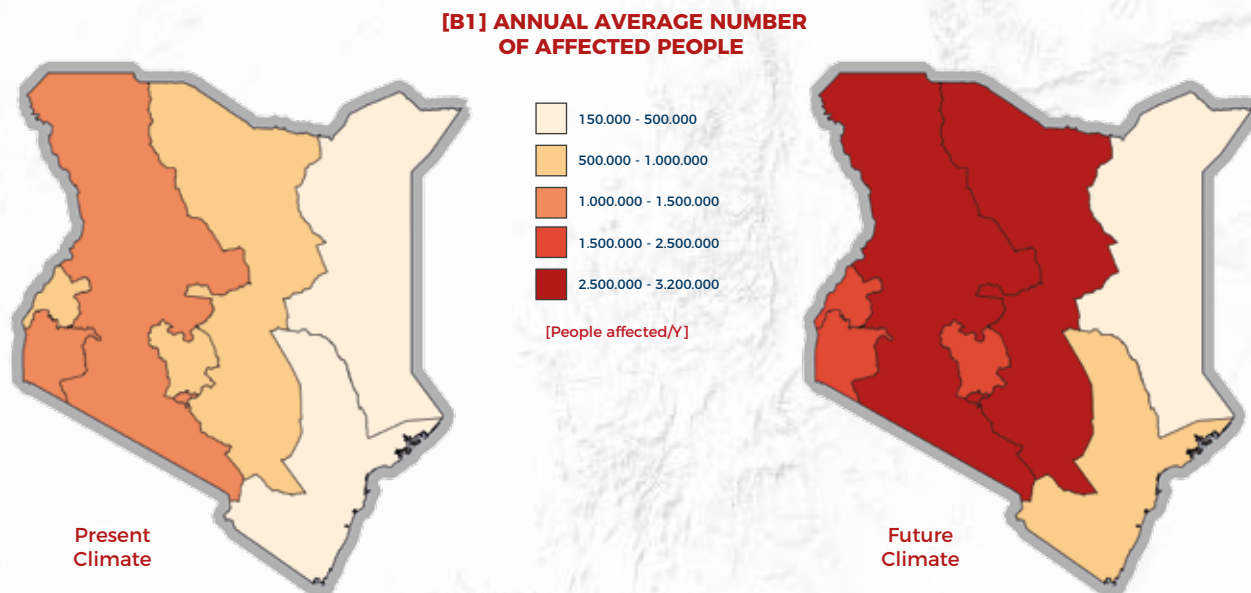 [B1] ANNUAL AVERAGE NUMBER
OF AFFECTED PEOPLE
150.000 - 500.000
500.000 - 1.000.000
1.000.000 - 1.500.000
1.500.000 - 2.500.000
2.500.000 - 3.200.000
[People affected/Y]
Present
Climate
Future
Climate